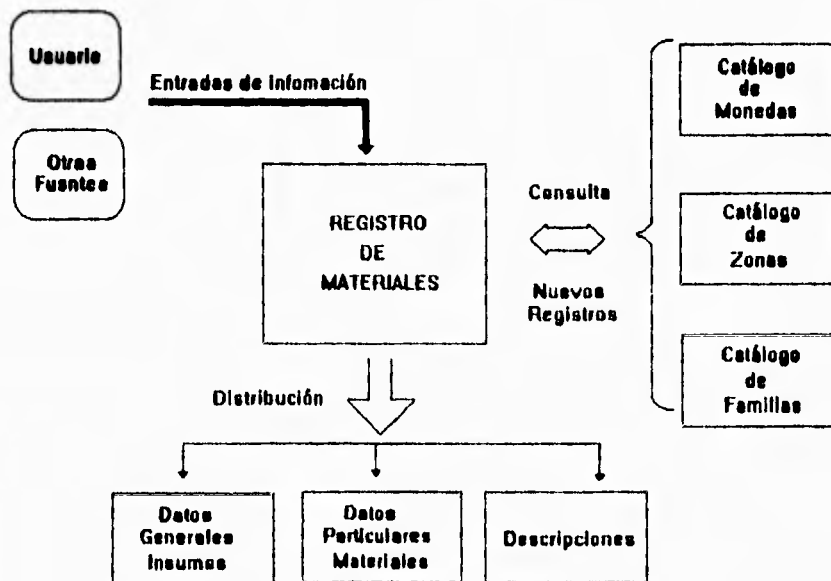 Usuario
Entradas de Infomación
Otras
Fuentes
REGISTRO
DE
MATERIALES
Consulta
Nuevos
Registros
Catálogo
de
Monedas
Catálogo
de
Zonas
Catálogo
de
Familias
Distribución
Datos
Generales
Insumos
Datos
Particulares
Materiales
Descripciones